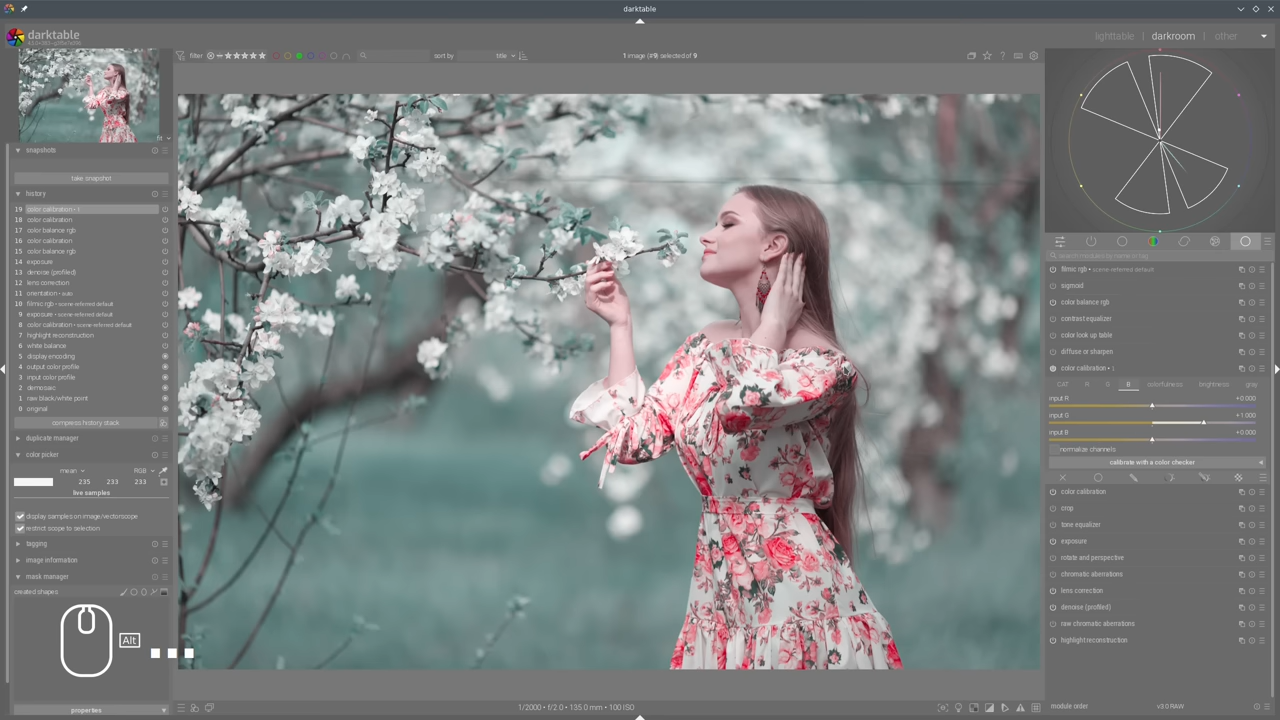 darktable
darktable
lighttable | darkroom | other
filter
sort by title
1 image (#9) selected of 9
fit
snapshots
take snapshot
history
19 color calibration • 1
18 color calibration
17 color balance rgb
16 color calibration
15 color balance rgb
14 exposure
13 denoise (profiled)
12 lens correction
11 orientation • auto
10 filmic rgb • scene-referred default
9 exposure • scene-referred default
8 color calibration • scene-referred default
7 highlight reconstruction
6 white balance
5 display encoding
4 output color profile
3 input color profile
2 demosaic
1 raw black/white point
0 original
compress history stack
duplicate manager
color picker
mean RGB
235 233 233
live samples
display samples on image/vectorscope
restrict scope to selection
tagging
image information
mask manager
created shapes
Alt
properties
1/2000 • f/2.0 • 135.0 mm • 100 ISO
search modules by name or tag
filmic rgb • scene-referred default
sigmoid
color balance rgb
contrast equalizer
color look up table
diffuse or sharpen
color calibration • 1
CAT R G B colorfulness brightness gray
input R +0.000
input G +1.000
input B +0.000
normalize channels
calibrate with a color checker
color calibration
crop
tone equalizer
exposure
rotate and perspective
chromatic aberrations
lens correction
denoise (profiled)
raw chromatic aberrations
highlight reconstruction
module order v3.0 RAW